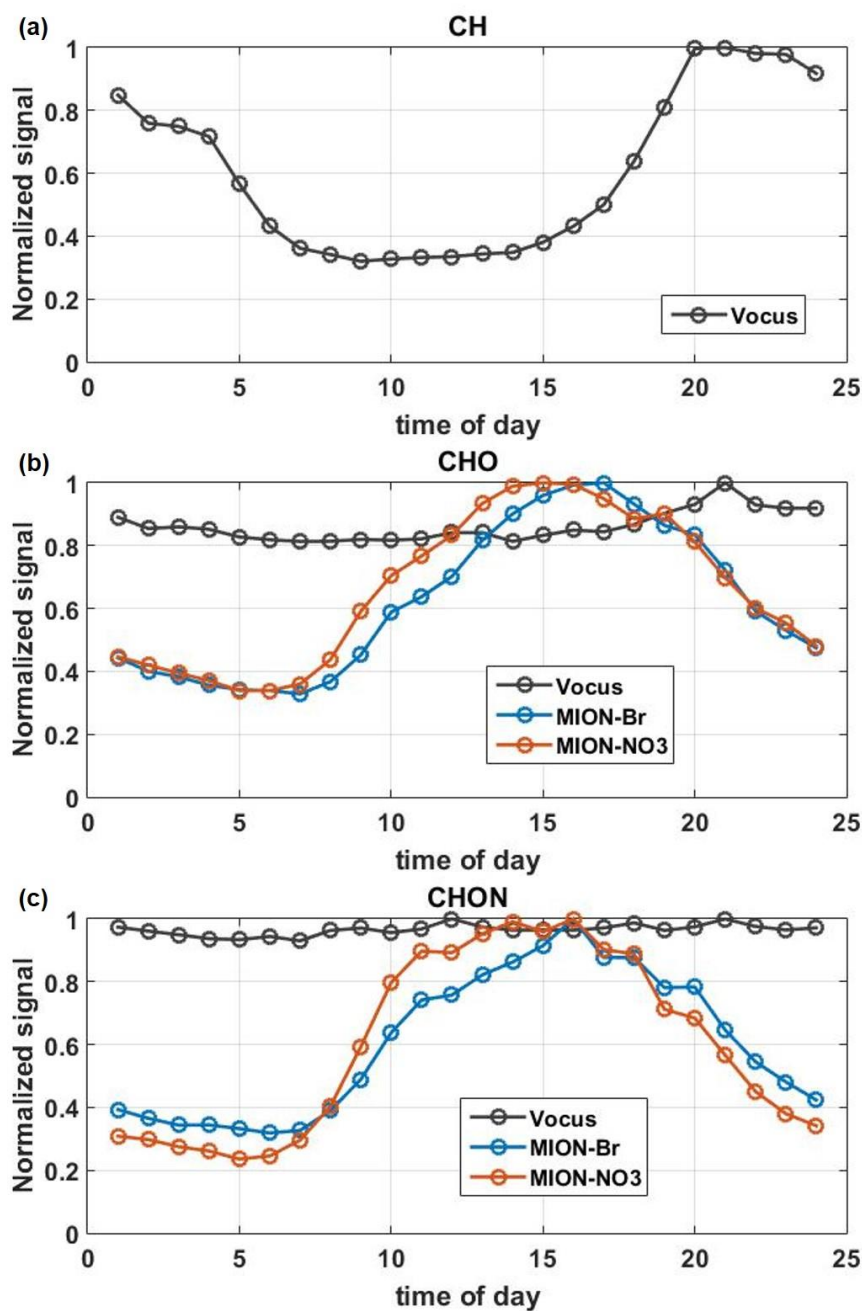 (a)
CH
1
0.8
0.6
0.4
0.2
0
Normalized signal
Vocus
0 5 10 15 20 25
time of day
(b)
CHO
1
0.8
0.6
0.4
0.2
0
Normalized signal
Vocus
MION-Br
MION-NO3
0 5 10 15 20 25
time of day
(c)
CHON
1
0.8
0.6
0.4
0.2
0
Normalized signal
Vocus
MION-Br
MION-NO3
0 5 10 15 20 25
time of day